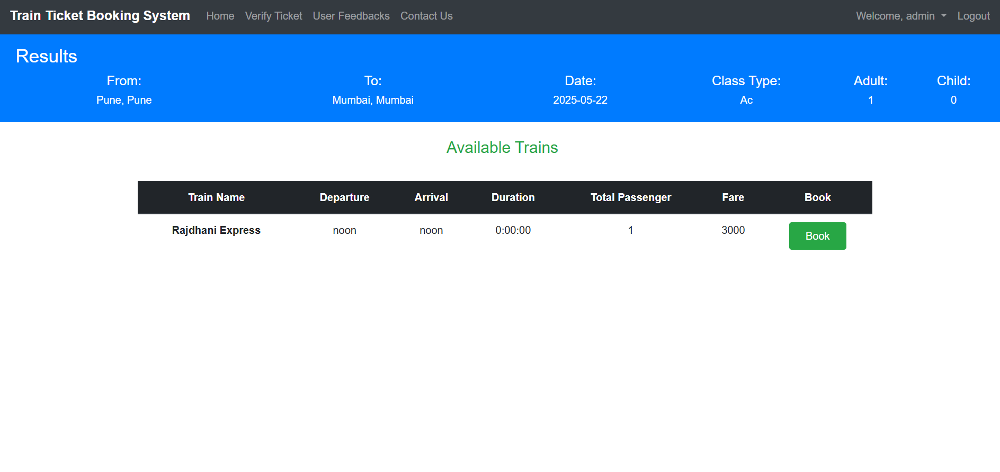 Train Ticket Booking System Home Verify Ticket User Feedbacks Contact Us Welcome, admin Logout
Results
From: To: Date: Class Type: Adult: Child:
Pune, Pune Mumbai, Mumbai 2025-05-22 Ac 1 0
Available Trains
Train Name Departure Arrival Duration Total Passenger Fare Book
Rajdhani Express noon noon 0:00:00 1 3000 Book